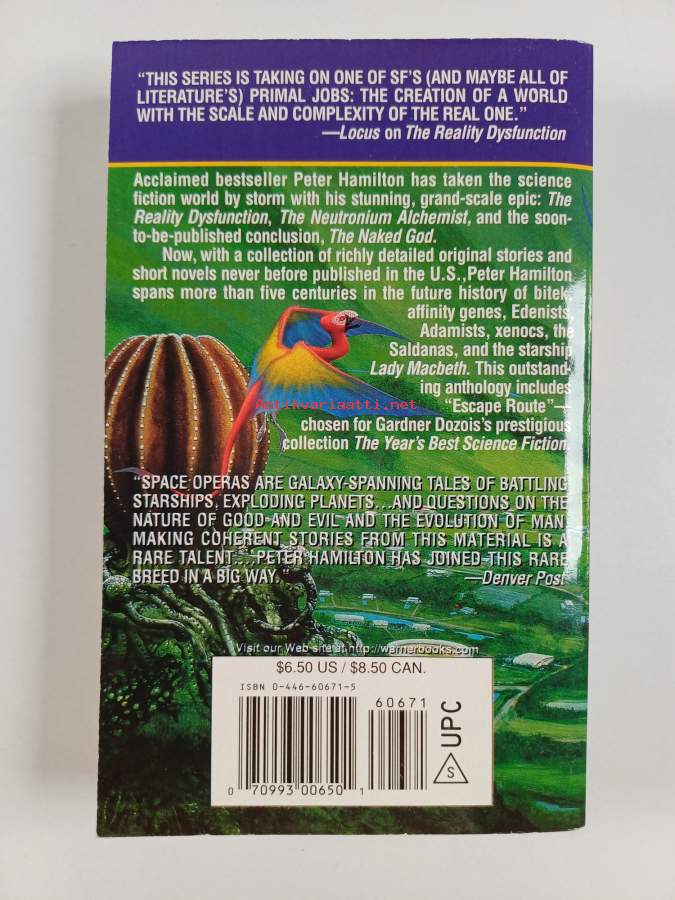 "THIS SERIES IS TAKING ON ONE OF SF'S (AND MAYBE ALL OF
LITERATURE'S) PRIMAL JOBS: THE CREATION OF A WORLD
WITH THE SCALE AND COMPLEXITY OF THE REAL ONE."
—Locus on The Reality Dysfunction
Acclaimed bestseller Peter Hamilton has taken the science
fiction world by storm with his stunning, grand-scale epic: The
Reality Dysfunction, The Neutronium Alchemist, and the soon-
to-be-published conclusion, The Naked God.
Now, with a collection of richly detailed original stories and
short novels never before published in the U.S., Peter Hamilton
spans more than five centuries in the future history of bitek,
affinity genes, Edenists,
Adamists, xenocs, the
Saldanas, and the starship
Lady Macbeth. This outstand-
ing anthology includes
Antikvariaatti.net
"Escape Route"—
chosen for Gardner Dozois's prestigious
collection The Year's Best Science Fiction.
"SPACE OPERAS ARE GALAXY-SPANNING TALES OF BATTLING
STARSHIPS, EXPLODING PLANETS...AND QUESTIONS ON THE
NATURE OF GOOD AND EVIL AND THE EVOLUTION OF MAN.
MAKING COHERENT STORIES FROM THIS MATERIAL IS A
RARE TALENT...PETER HAMILTON HAS JOINED THIS RARE
BREED IN A BIG WAY."
—Denver Post
Visit our Web site at http://warnerbooks.com
$6.50 US / $8.50 CAN.
ISBN 0-446-60671-5
60671
UPC
S
0 70993 00650 1